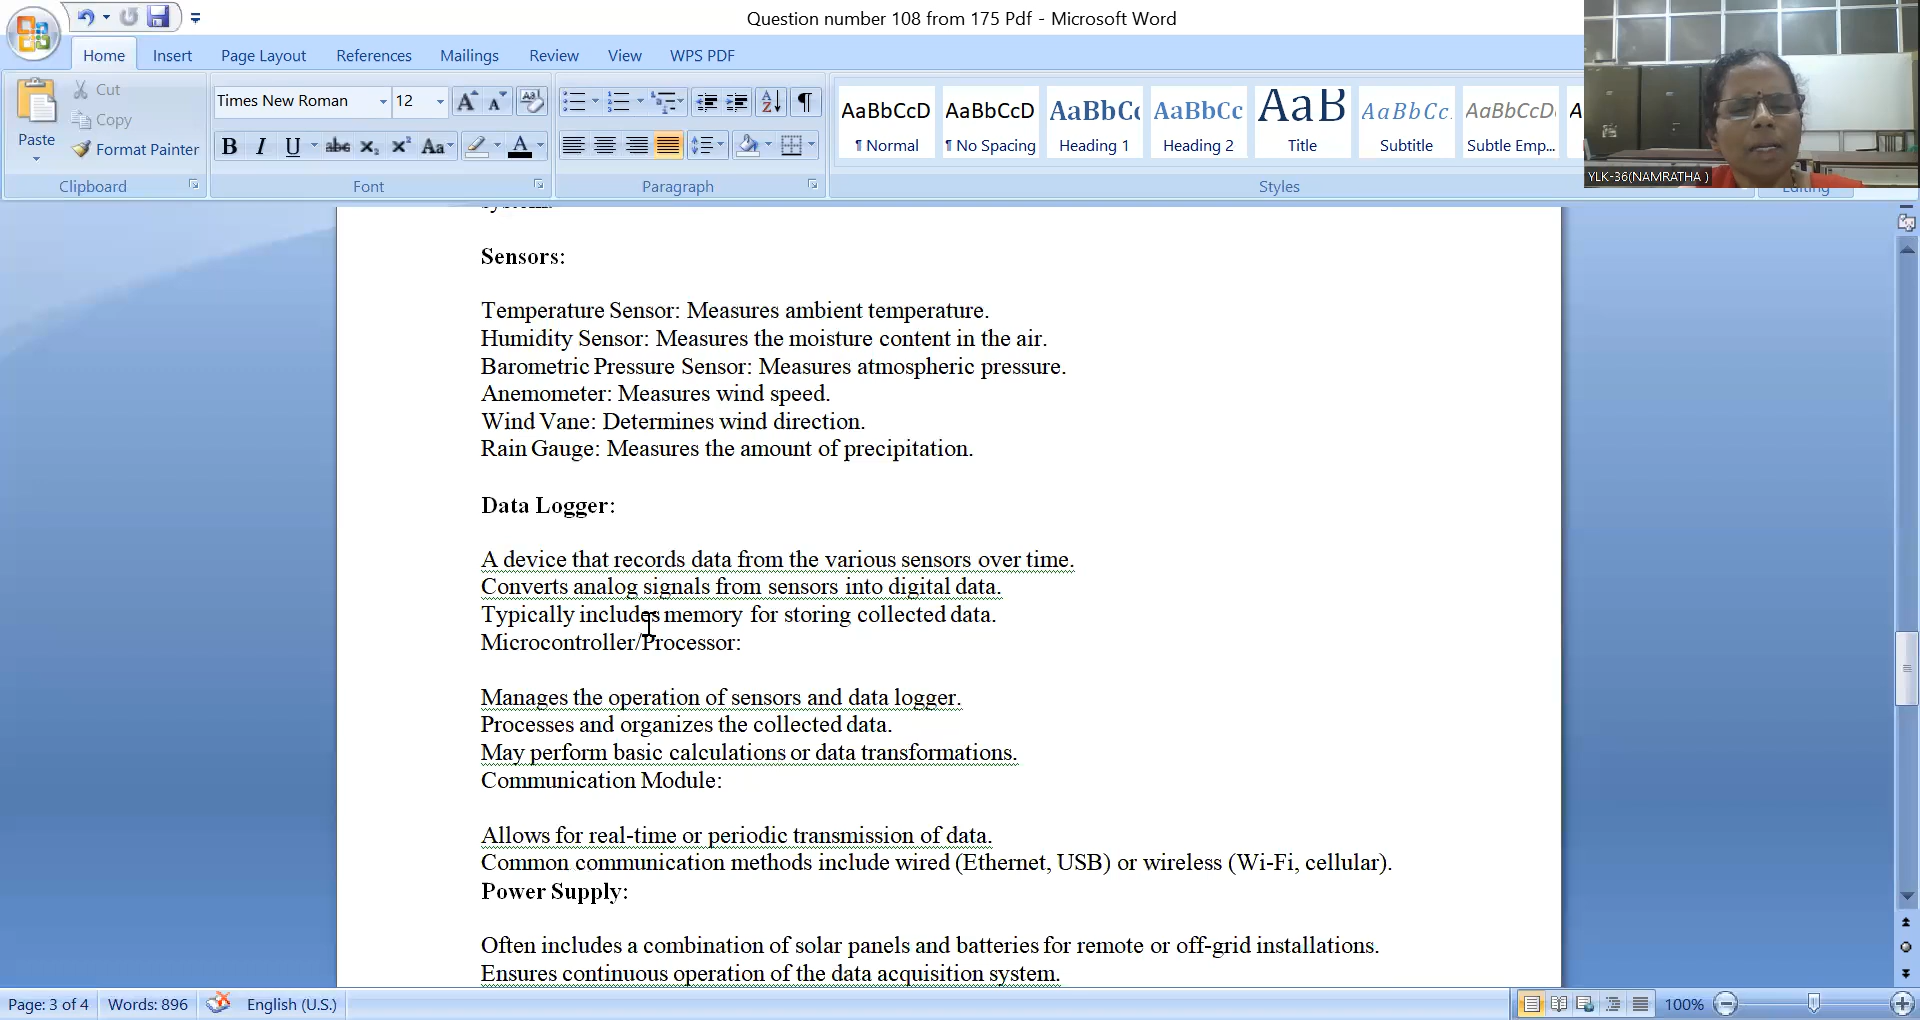 Question number 108 from 175 Pdf - Microsoft Word
Home Insert Page Layout References Mailings Review View WPS PDF
Paste
Cut
Copy
Format Painter
Clipboard
Times New Roman 12
Font
Paragraph
AaBbCcD AaBbCcD AaBbCc AaBbCc AaB AaBbCc. AaBbCcD
¶ Normal ¶ No Spacing Heading 1 Heading 2 Title Subtitle Subtle Emp...
Styles
Editing
YLK-36(NAMRATHA )
Sensors:
Temperature Sensor: Measures ambient temperature.
Humidity Sensor: Measures the moisture content in the air.
Barometric Pressure Sensor: Measures atmospheric pressure.
Anemometer: Measures wind speed.
Wind Vane: Determines wind direction.
Rain Gauge: Measures the amount of precipitation.
Data Logger:
A device that records data from the various sensors over time.
Converts analog signals from sensors into digital data.
Typically includes memory for storing collected data.
Microcontroller/Processor:
Manages the operation of sensors and data logger.
Processes and organizes the collected data.
May perform basic calculations or data transformations.
Communication Module:
Allows for real-time or periodic transmission of data.
Common communication methods include wired (Ethernet, USB) or wireless (Wi-Fi, cellular).
Power Supply:
Often includes a combination of solar panels and batteries for remote or off-grid installations.
Ensures continuous operation of the data acquisition system.
Page: 3 of 4 Words: 896 English (U.S.) 100%